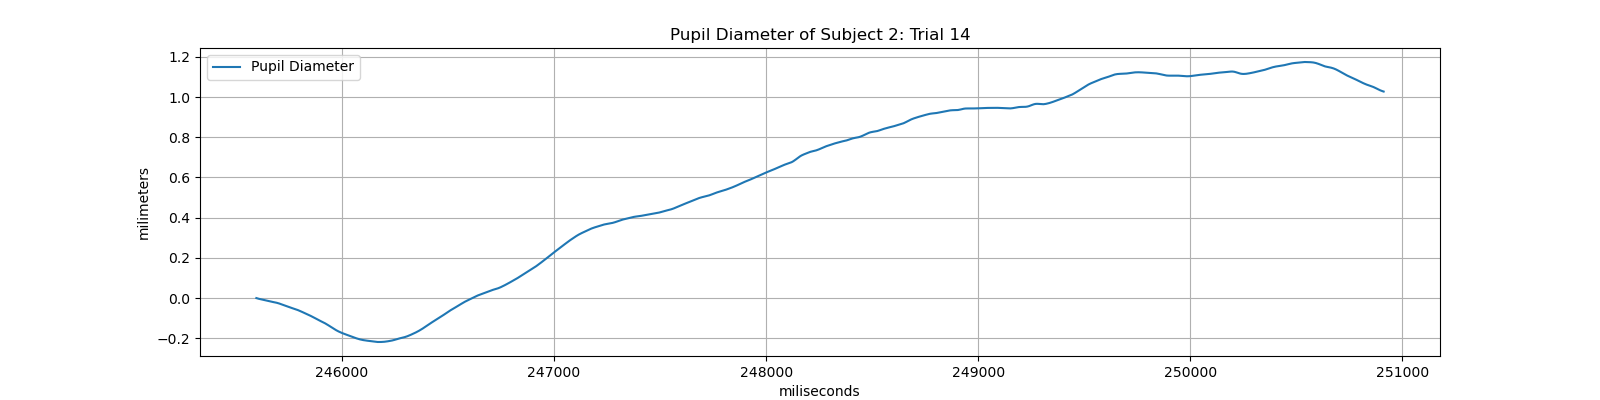 Pupil Diameter of Subject 2: Trial 14
Pupil Diameter
1.2
1.0
0.8
0.6
0.4
0.2
0.0
−0.2
milimeters
246000 247000 248000 249000 250000 251000
miliseconds